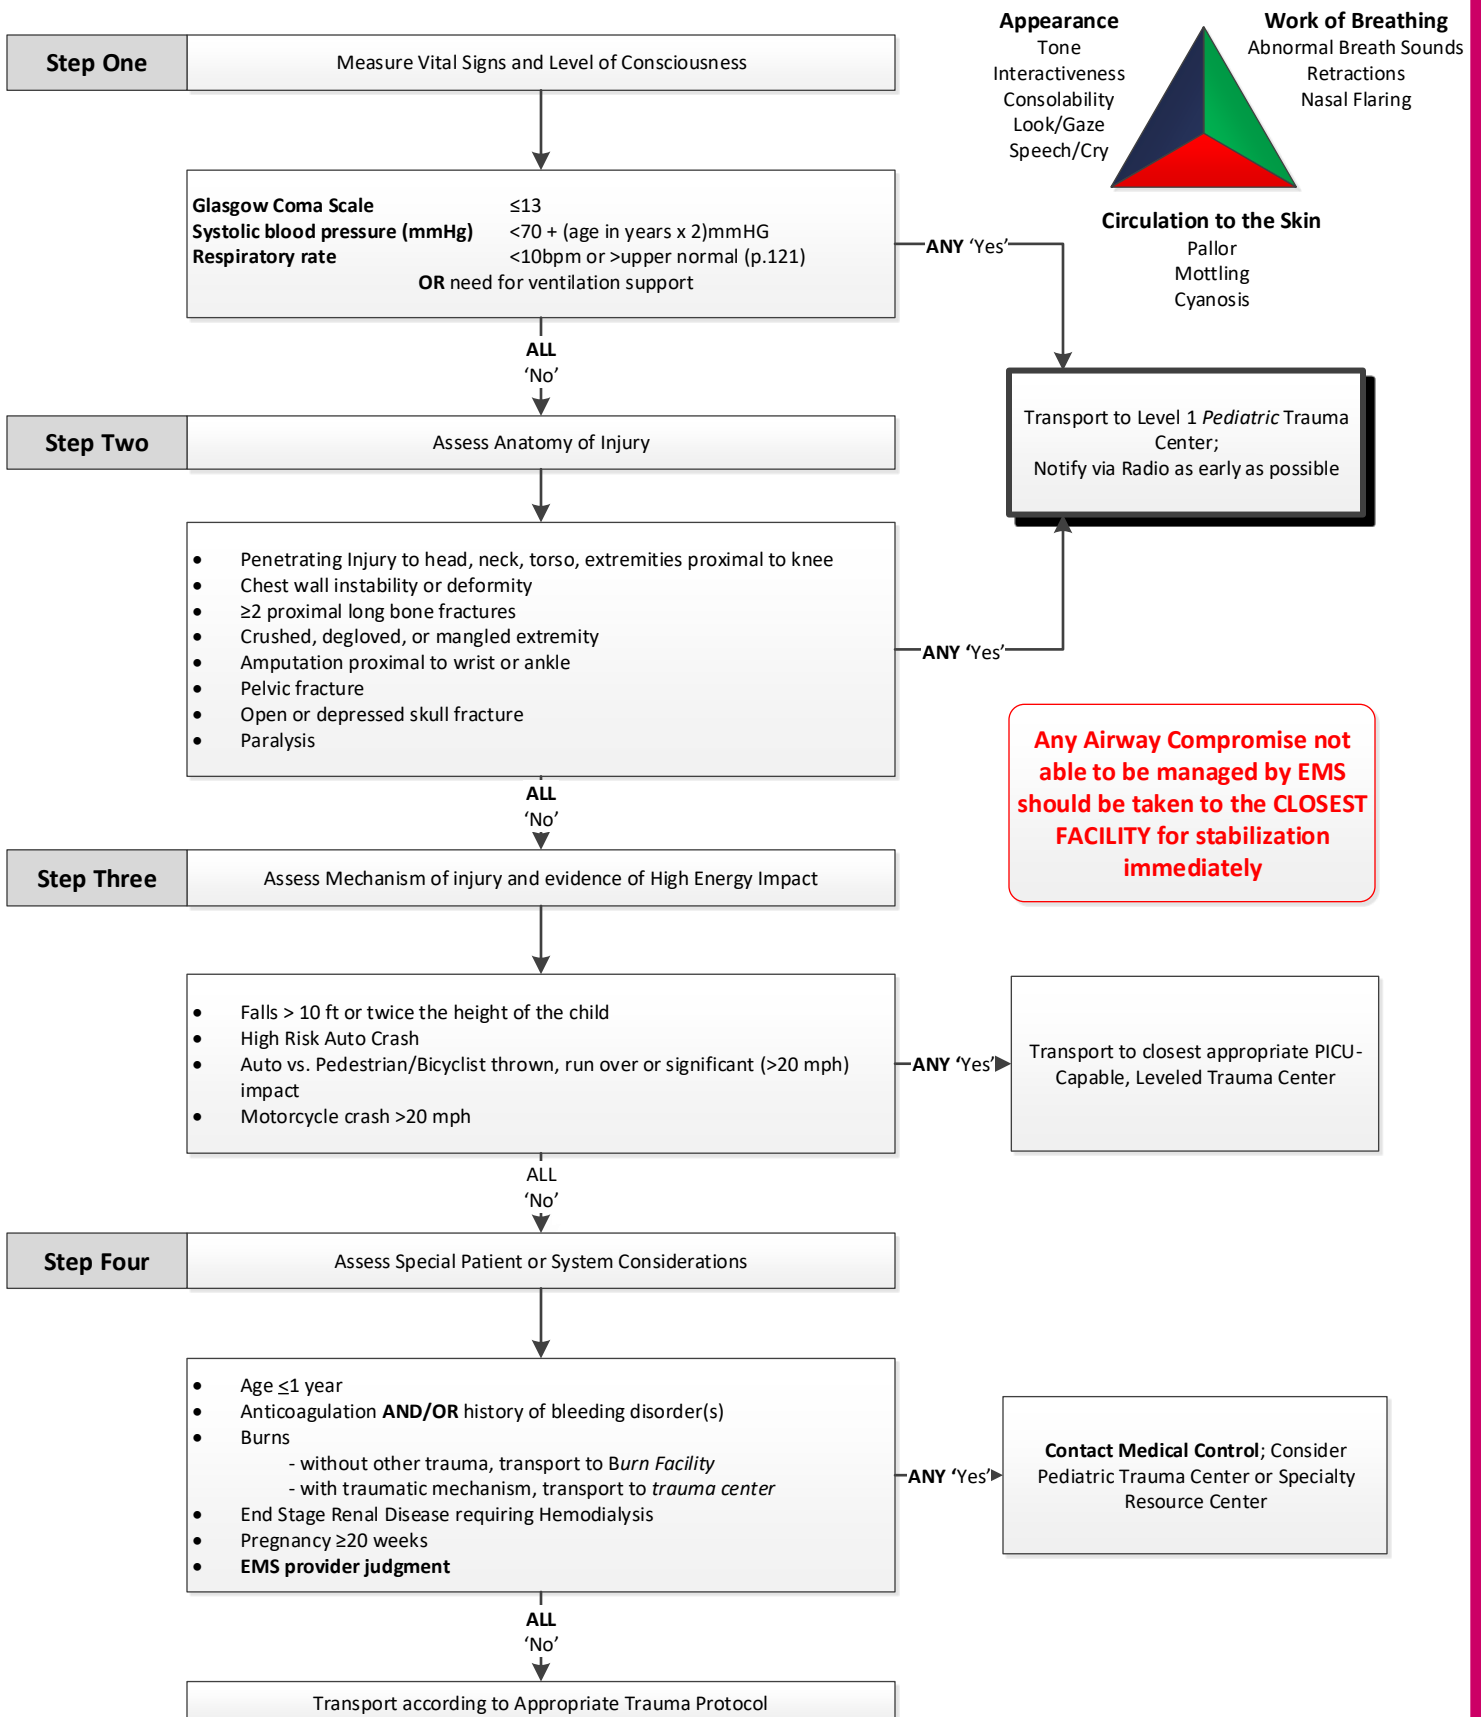 Appearance
Tone
Interactiveness
Consolability
Look/Gaze
Speech/Cry
Work of Breathing
Abnormal Breath Sounds
Retractions
Nasal Flaring
Circulation to the Skin
Pallor
Mottling
Cyanosis
Step One
Measure Vital Signs and Level of Consciousness
Glasgow Coma Scale ≤13
Systolic blood pressure (mmHg) <70 + (age in years x 2)mmHG
Respiratory rate <10bpm or >upper normal (p.121)
OR need for ventilation support
ANY ‘Yes’
ALL
‘No’
Transport to Level 1 Pediatric Trauma
Center;
Notify via Radio as early as possible
Step Two
Assess Anatomy of Injury
• Penetrating Injury to head, neck, torso, extremities proximal to knee
• Chest wall instability or deformity
• ≥2 proximal long bone fractures
• Crushed, degloved, or mangled extremity
• Amputation proximal to wrist or ankle
• Pelvic fracture
• Open or depressed skull fracture
• Paralysis
ANY ‘Yes’
ALL
‘No’
Any Airway Compromise not
able to be managed by EMS
should be taken to the CLOSEST
FACILITY for stabilization
immediately
Step Three
Assess Mechanism of injury and evidence of High Energy Impact
• Falls > 10 ft or twice the height of the child
• High Risk Auto Crash
• Auto vs. Pedestrian/Bicyclist thrown, run over or significant (>20 mph)
impact
• Motorcycle crash >20 mph
ANY ‘Yes’
Transport to closest appropriate PICU-
Capable, Leveled Trauma Center
ALL
‘No’
Step Four
Assess Special Patient or System Considerations
• Age ≤1 year
• Anticoagulation AND/OR history of bleeding disorder(s)
• Burns
- without other trauma, transport to Burn Facility
- with traumatic mechanism, transport to trauma center
• End Stage Renal Disease requiring Hemodialysis
• Pregnancy ≥20 weeks
• EMS provider judgment
ANY ‘Yes’
Contact Medical Control; Consider
Pediatric Trauma Center or Specialty
Resource Center
ALL
‘No’
Transport according to Appropriate Trauma Protocol